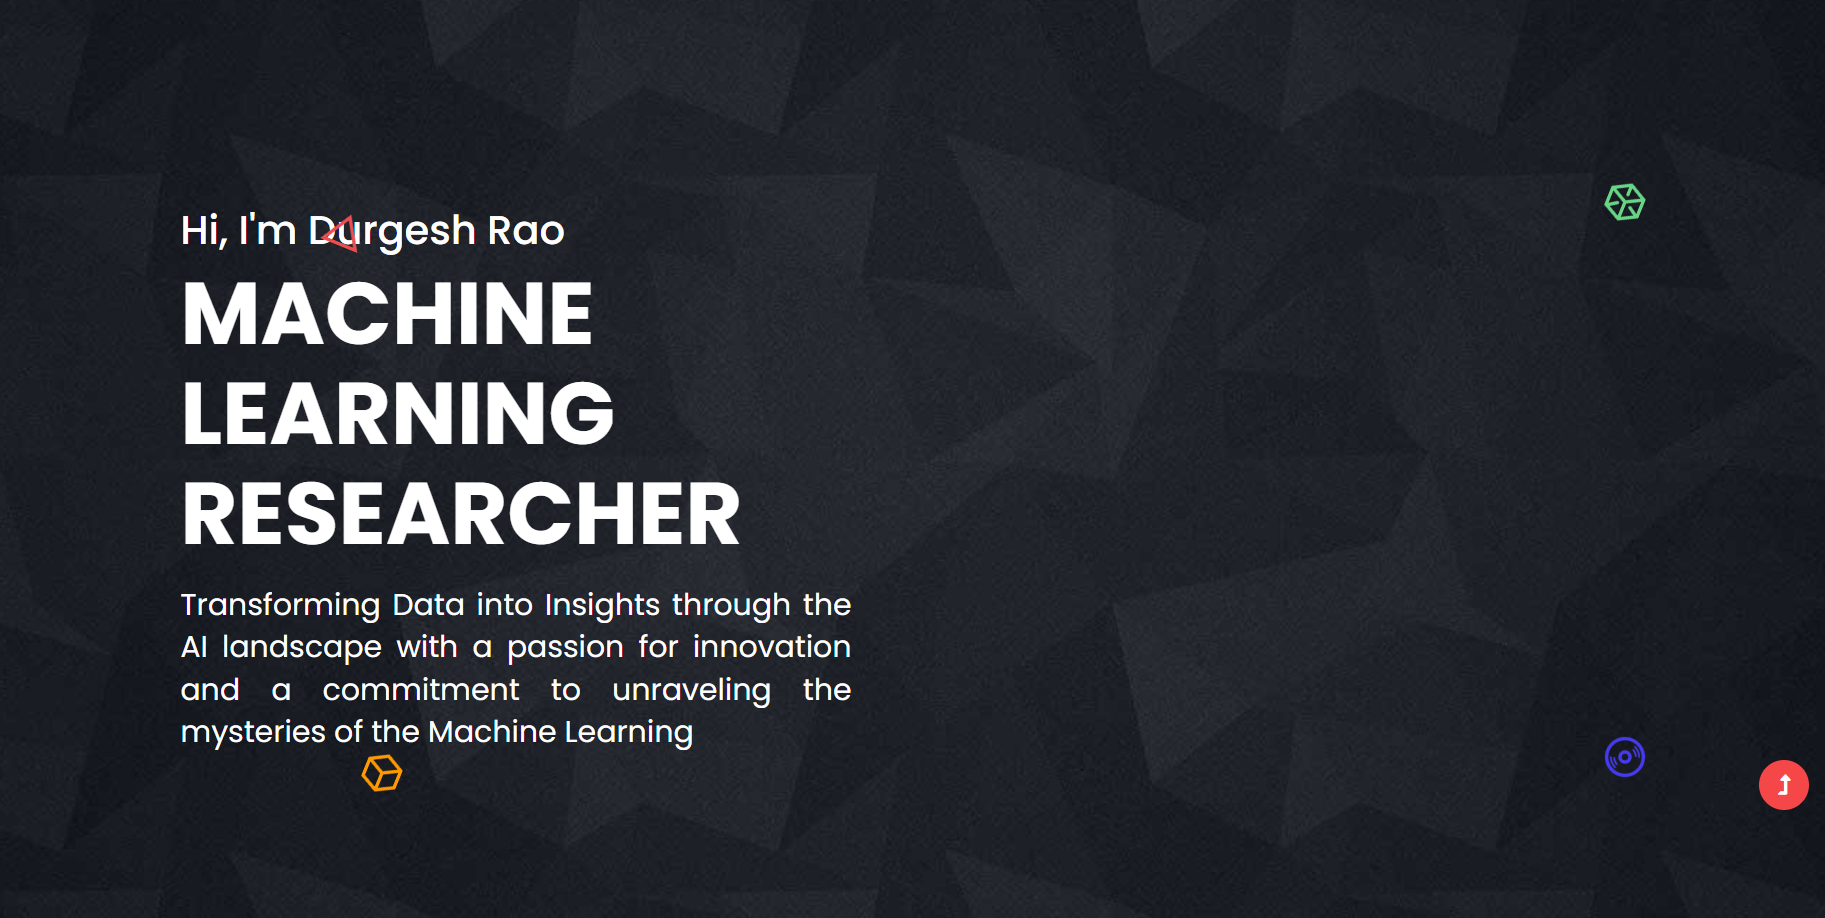 Hi, I'm Durgesh Rao
MACHINE
LEARNING
RESEARCHER
Transforming Data into Insights through the
AI landscape with a passion for innovation
and a commitment to unraveling the
mysteries of the Machine Learning